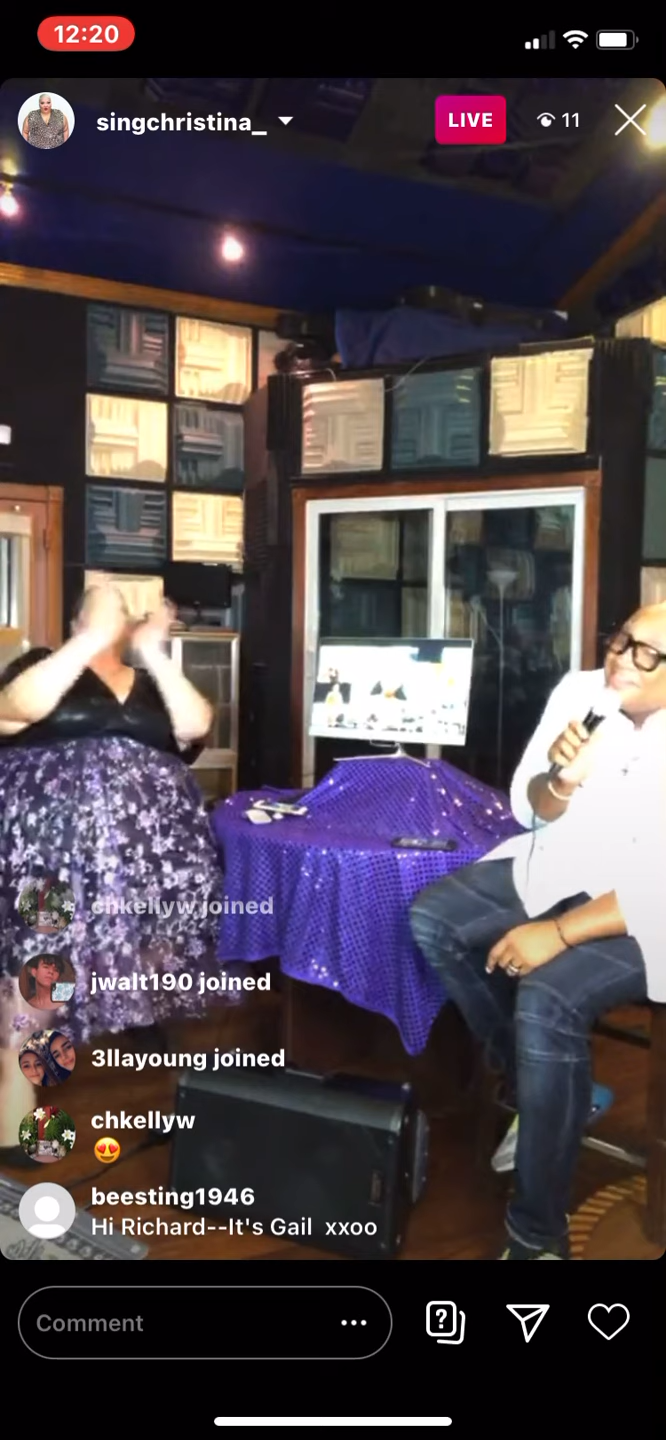 12:20
singchristina_
LIVE
11
chkellyw joined
jwalt190 joined
3llayoung joined
chkellyw
😍
beesting1946
Hi Richard--It's Gail xxoo
Comment